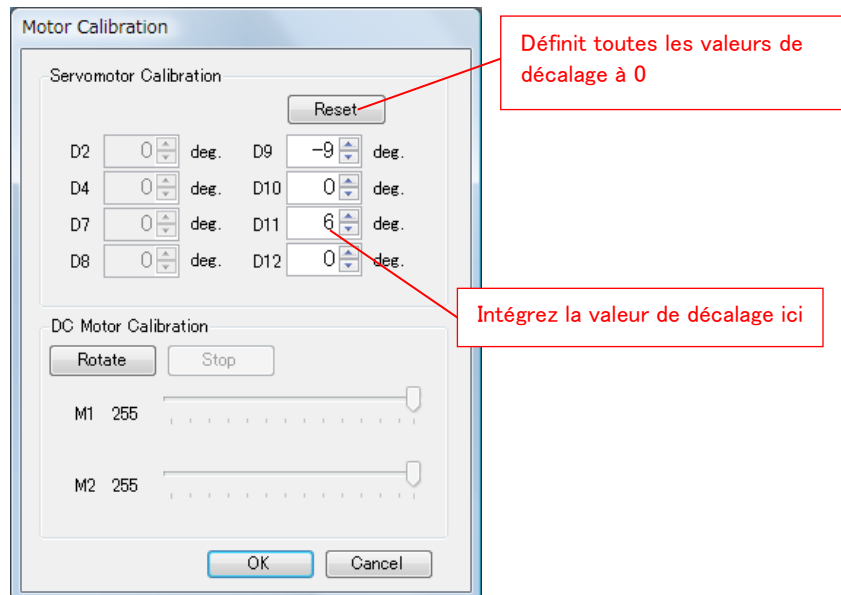 Motor Calibration
Servomotor Calibration
Reset
D2 0 deg. D9 -9 deg.
D4 0 deg. D10 0 deg.
D7 0 deg. D11 6 deg.
D8 0 deg. D12 0 deg.
DC Motor Calibration
Rotate Stop
M1 255
M2 255
OK Cancel
Définit toutes les valeurs de
décalage à 0
Intégrez la valeur de décalage ici